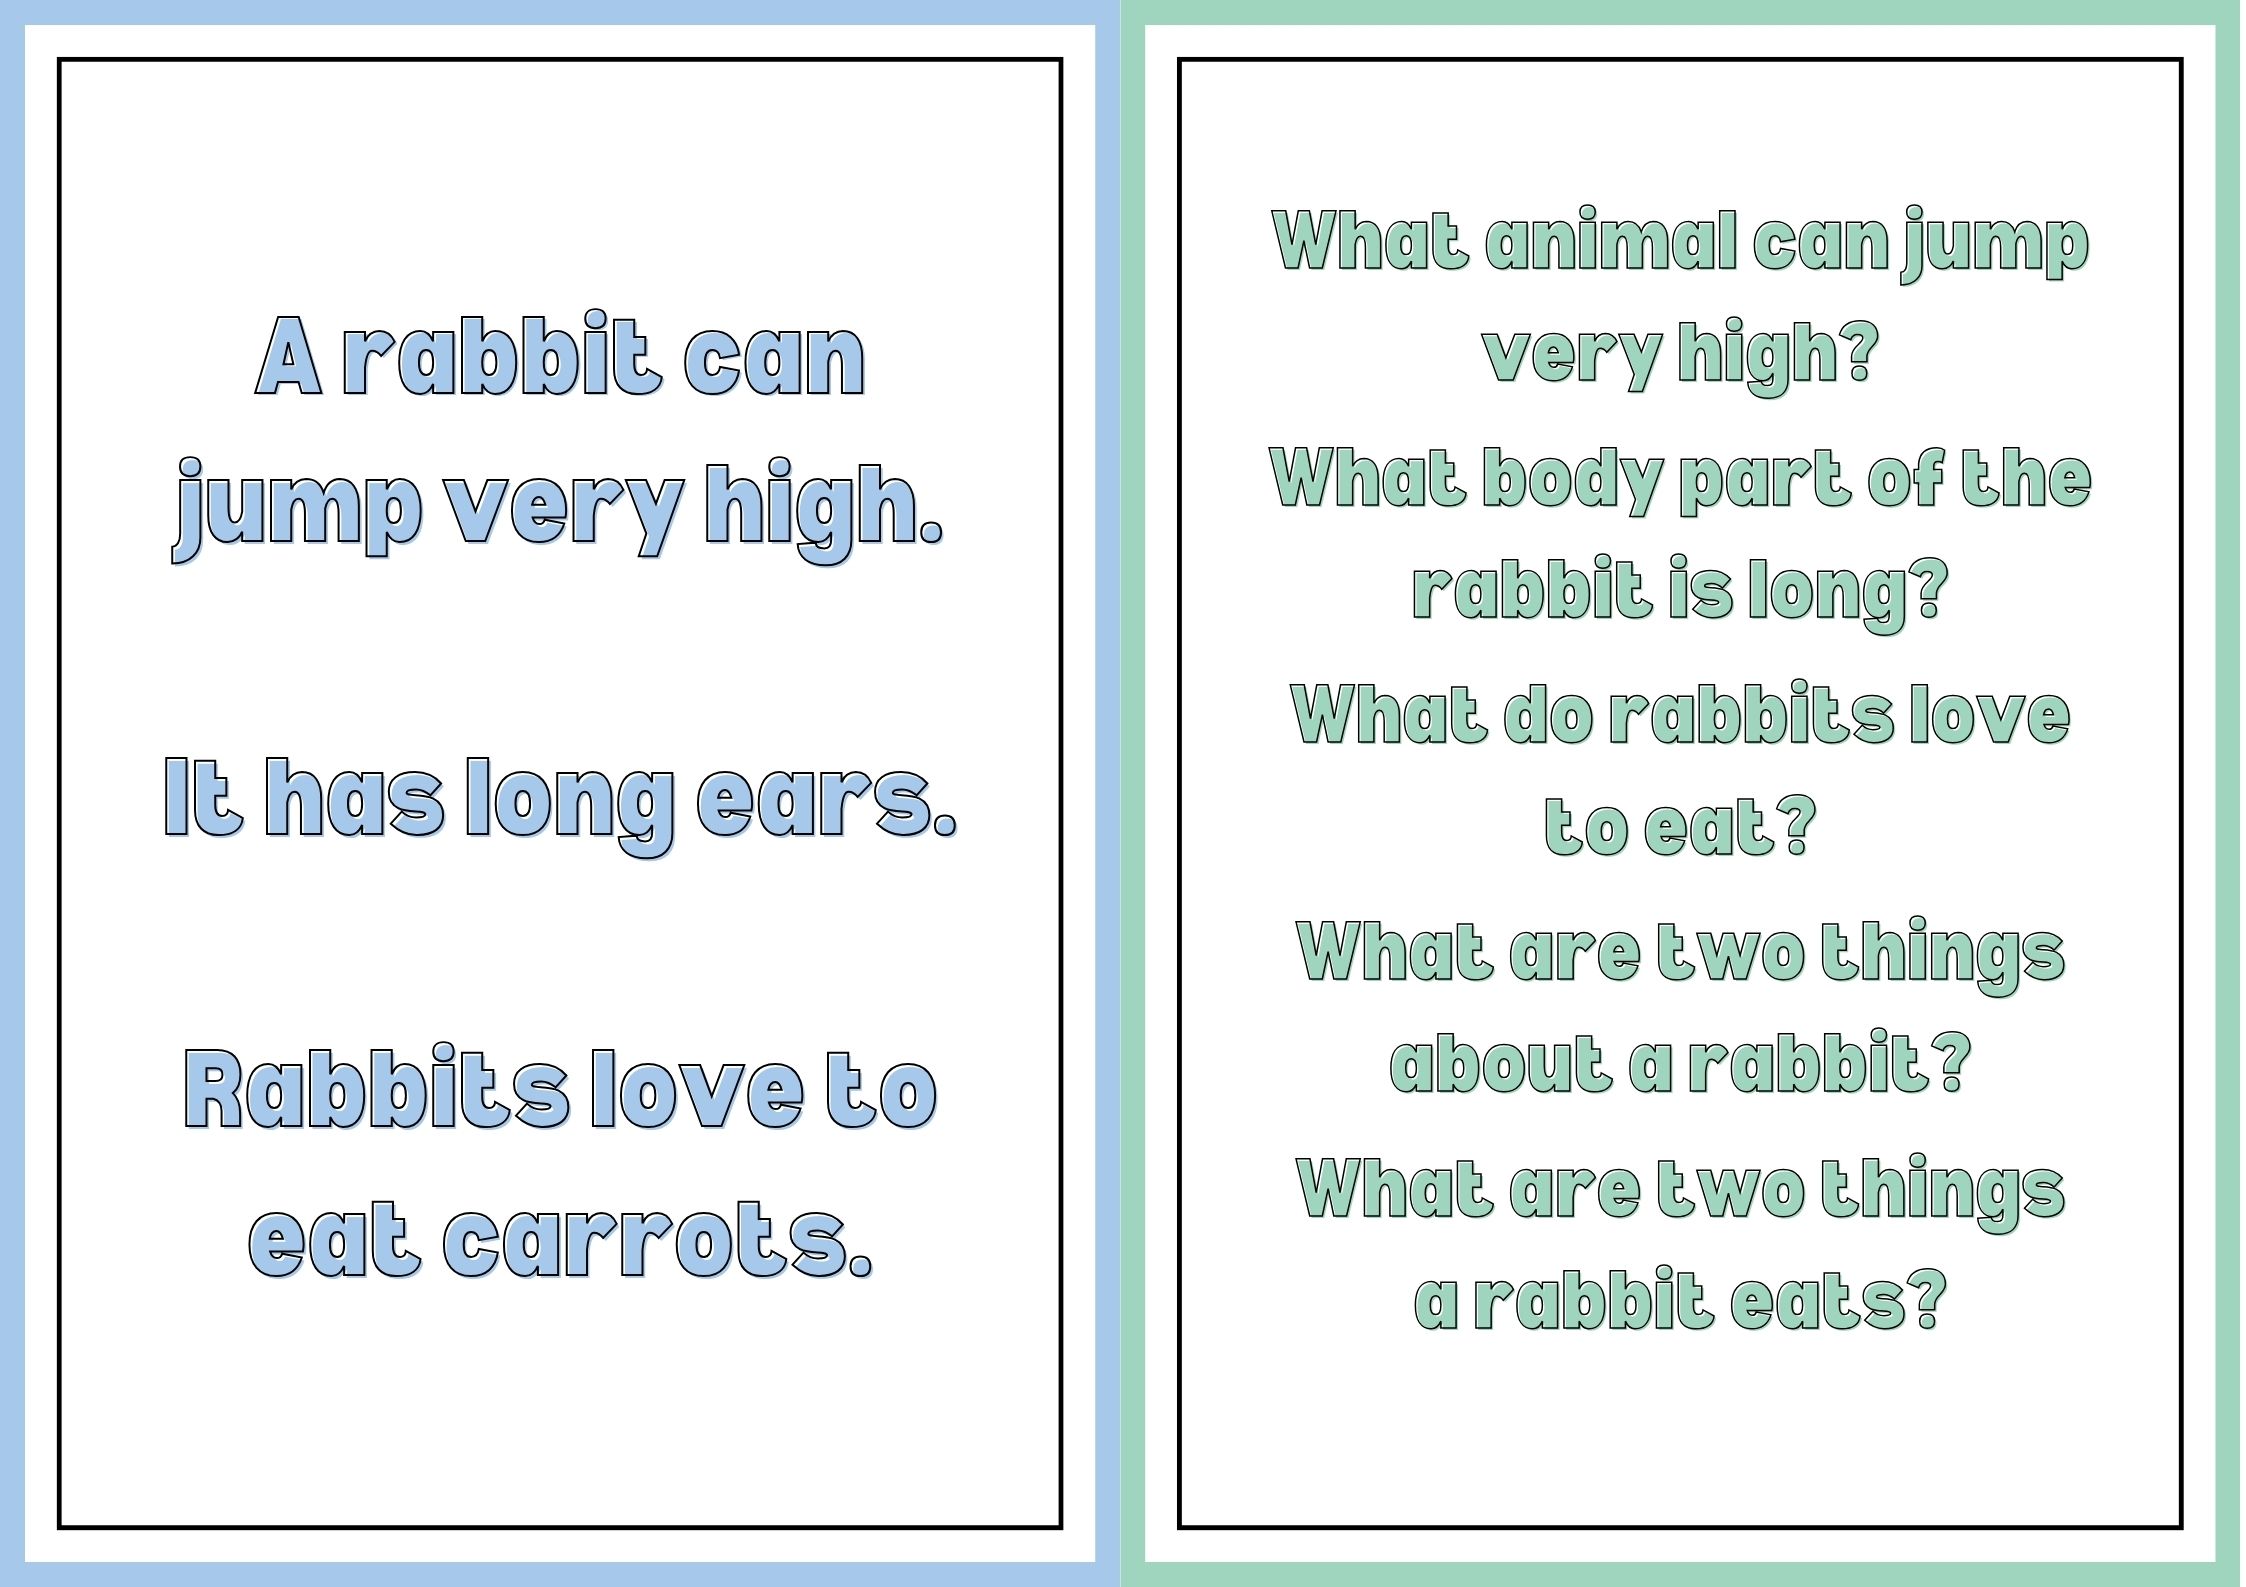 A rabbit can
jump very high.
It has long ears.
Rabbits love to
eat carrots.
What animal can jump
very high?
What body part of the
rabbit is long?
What do rabbits love
to eat?
What are two things
about a rabbit?
What are two things
a rabbit eats?